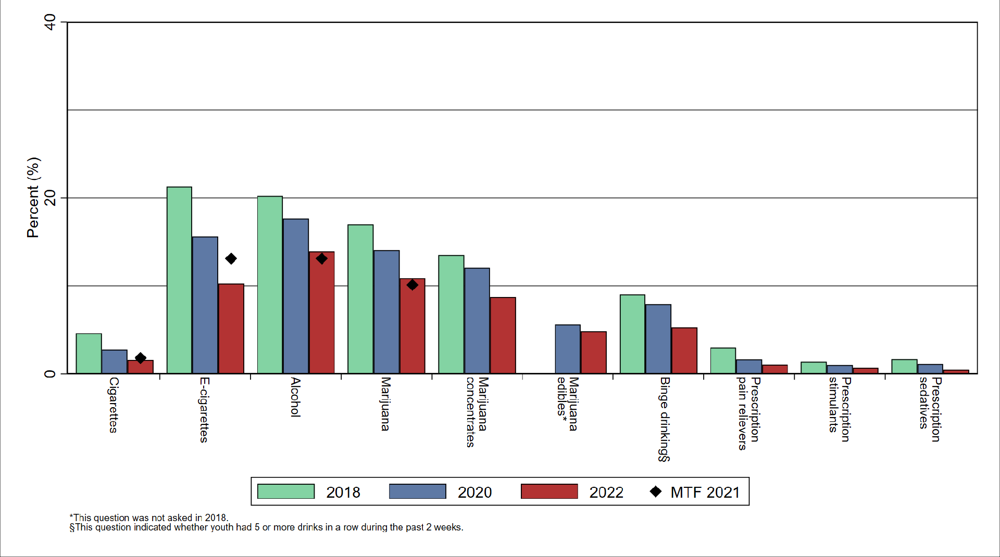 40
20
0
Percent (%)
Cigarettes
E-cigarettes
Alcohol
Marijuana
Marijuana
concentrates
Marijuana
edibles*
Binge drinking§
Prescription
pain relievers
Prescription
stimulants
Prescription
sedatives
2018 2020 2022 MTF 2021
*This question was not asked in 2018.
§This question indicated whether youth had 5 or more drinks in a row during the past 2 weeks.